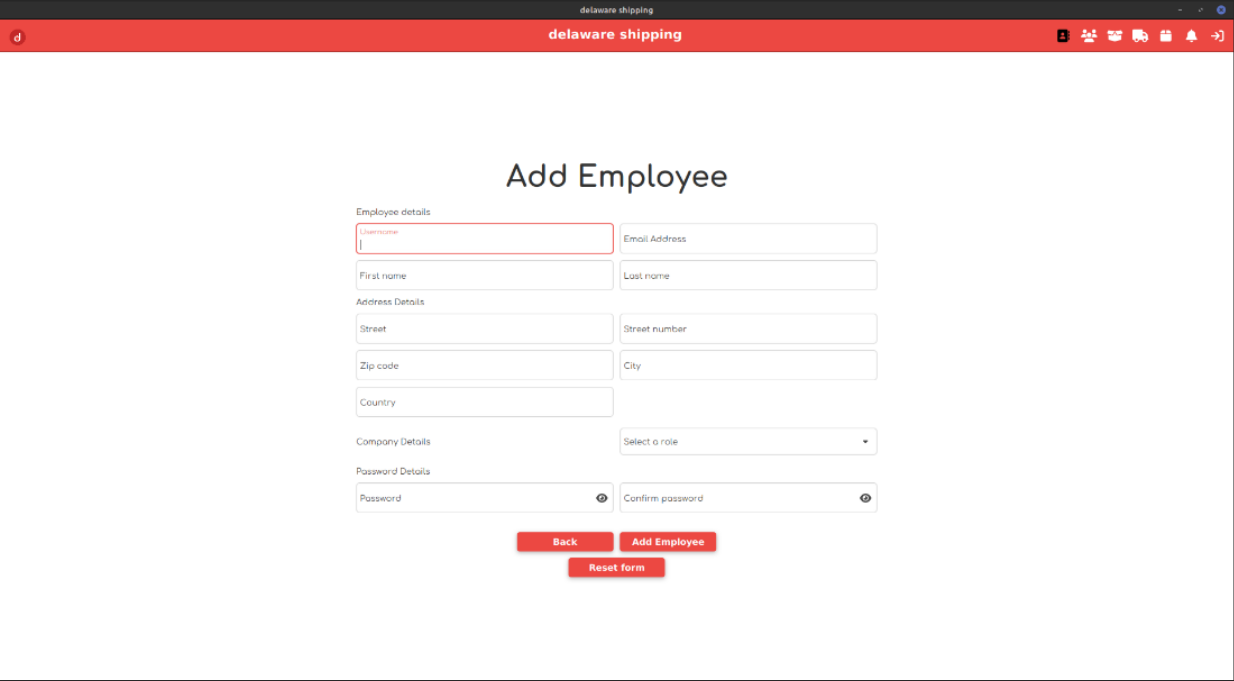 delaware shipping
d delaware shipping
Add Employee
Employee details
Username Email Address
First name Last name
Address Details
Street Street number
Zip code City
Country
Company Details Select a role
Password Details
Password Confirm password
Back Add Employee
Reset form